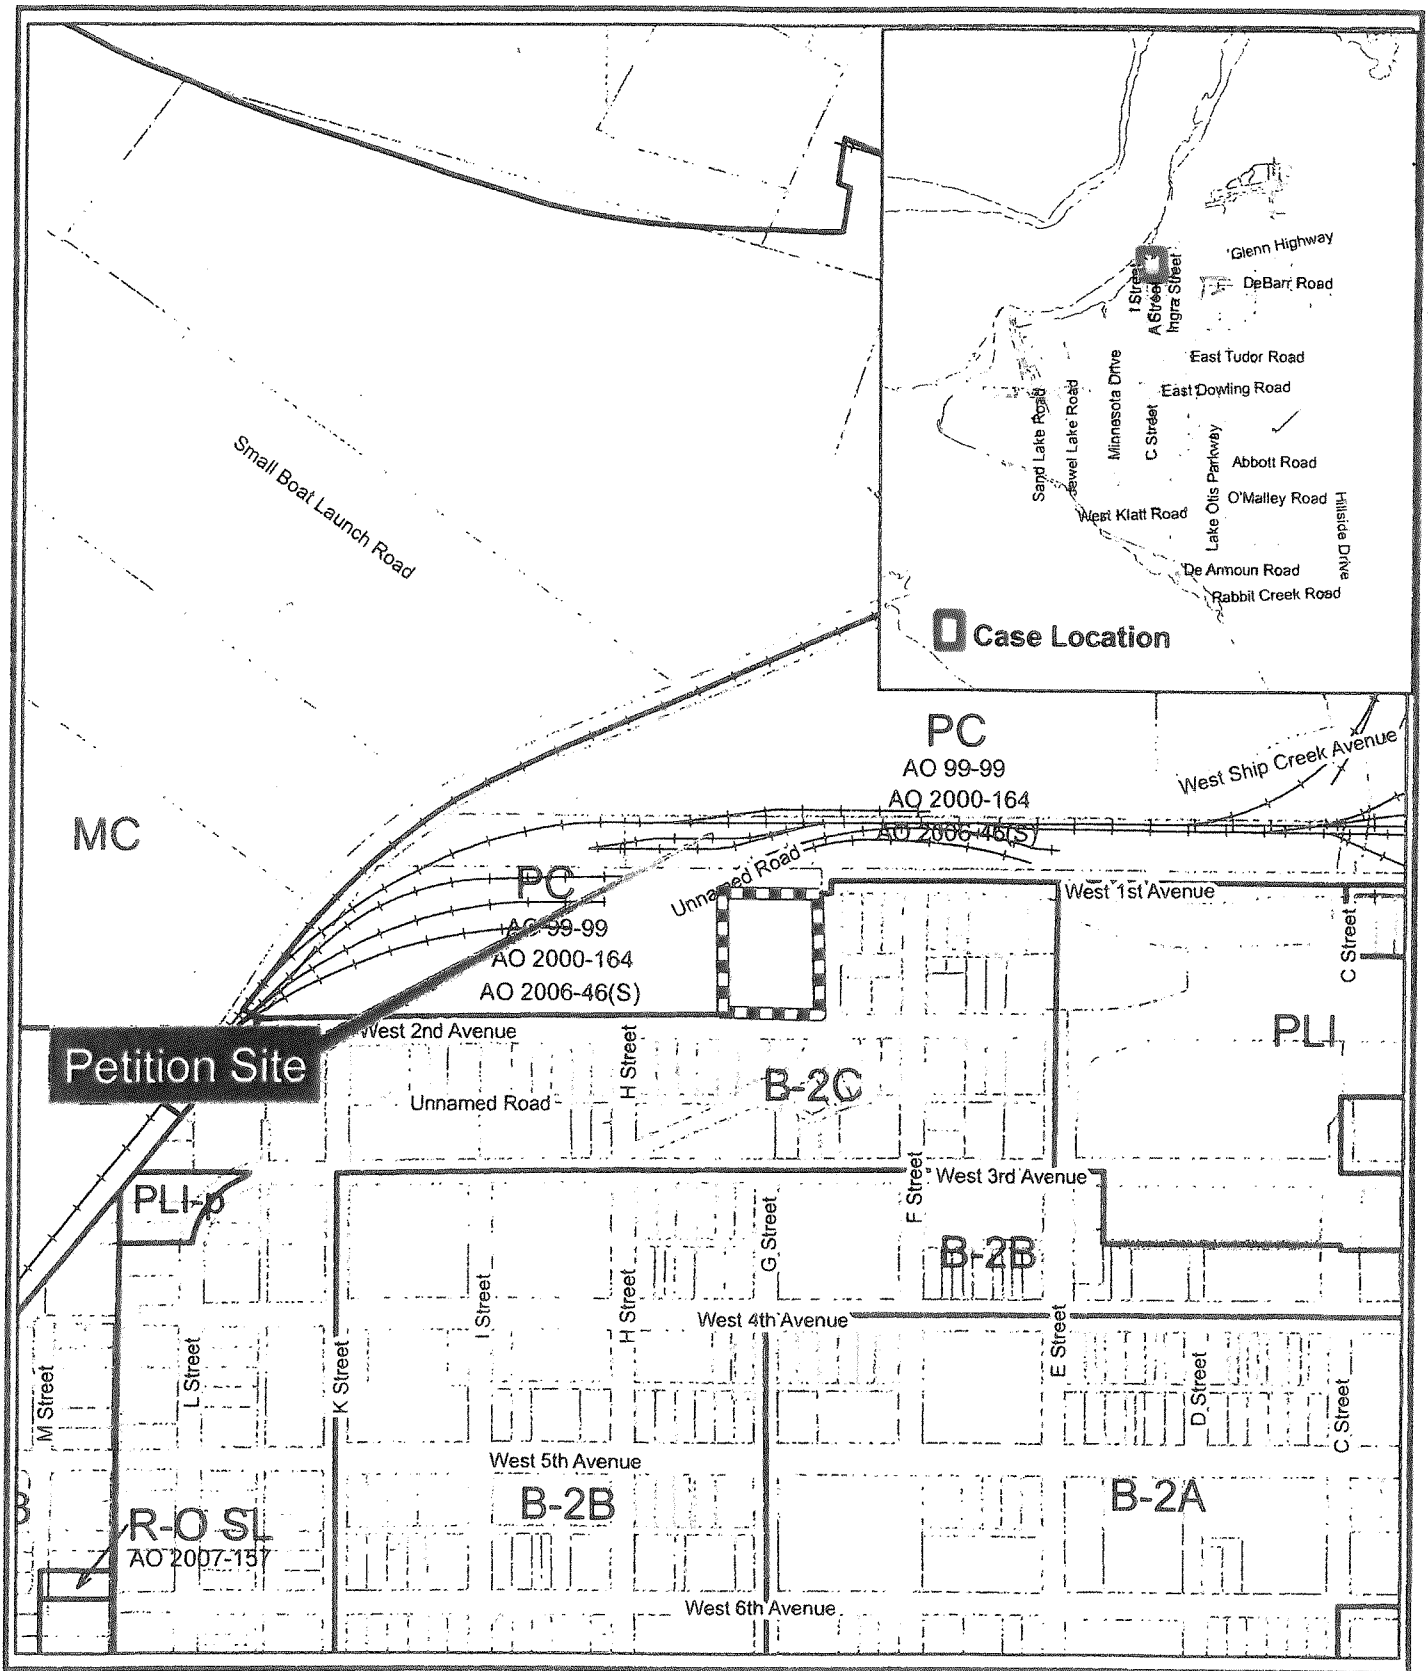 Glenn Highway
I Street
A Street
Ingra Street
DeBarr Road
East Tudor Road
East Dowling Road
Sand Lake Road
Jewel Lake Road
Minnesota Drive
C Street
Lake Otis Parkway
Abbott Road
O'Malley Road
Hillside Drive
West Klatt Road
De Armoun Road
Rabbit Creek Road
Case Location
Small Boat Launch Road
PC
AO 99-99
AO 2000-164
AO 2006-46(S)
West Ship Creek Avenue
MC
PC
AO 99-99
AO 2000-164
AO 2006-46(S)
Unnamed Road
West 1st Avenue
C Street
West 2nd Avenue
Petition Site
H Street
PLI
B-2C
Unnamed Road
F Street
West 3rd Avenue
PLI-p
G Street
B-2B
I Street
H Street
West 4th Avenue
E Street
M Street
L Street
K Street
D Street
C Street
West 5th Avenue
B-2B
B-2A
R-O SL
AO 2007-157
West 6th Avenue